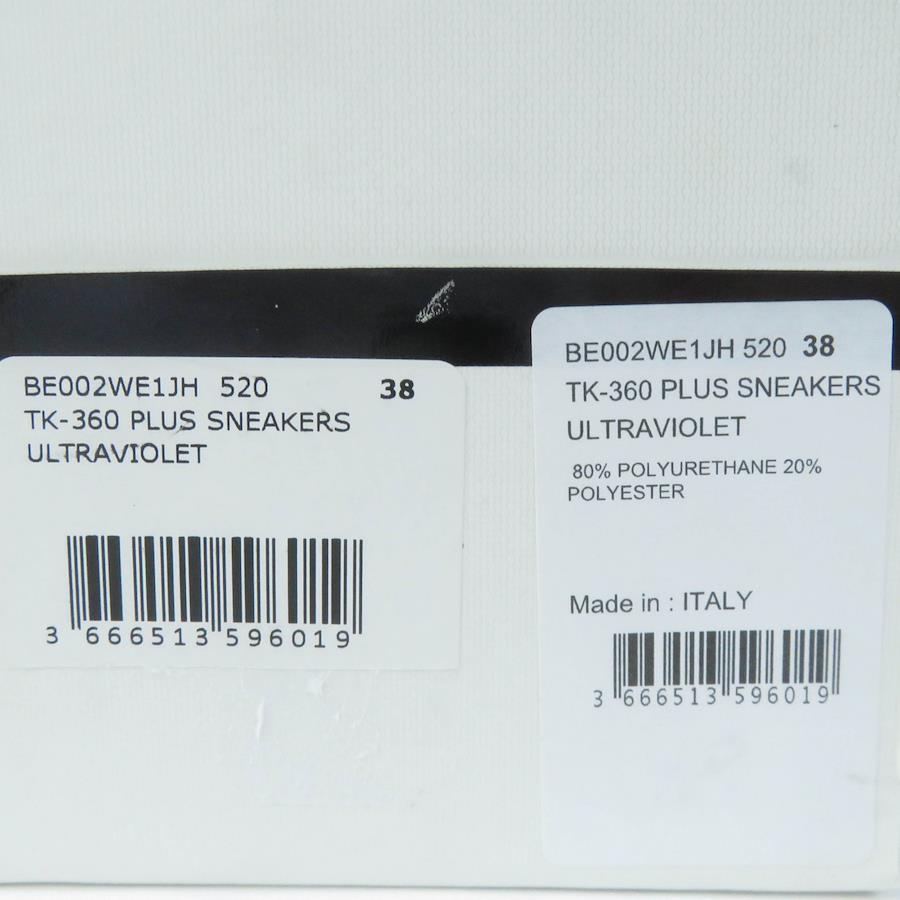 BE002WE1JH 520 38
TK-360 PLUS SNEAKERS
ULTRAVIOLET
3 666513 596019
BE002WE1JH 520 38
TK-360 PLUS SNEAKERS
ULTRAVIOLET
80% POLYURETHANE 20%
POLYESTER
Made in : ITALY
3 666513 596019